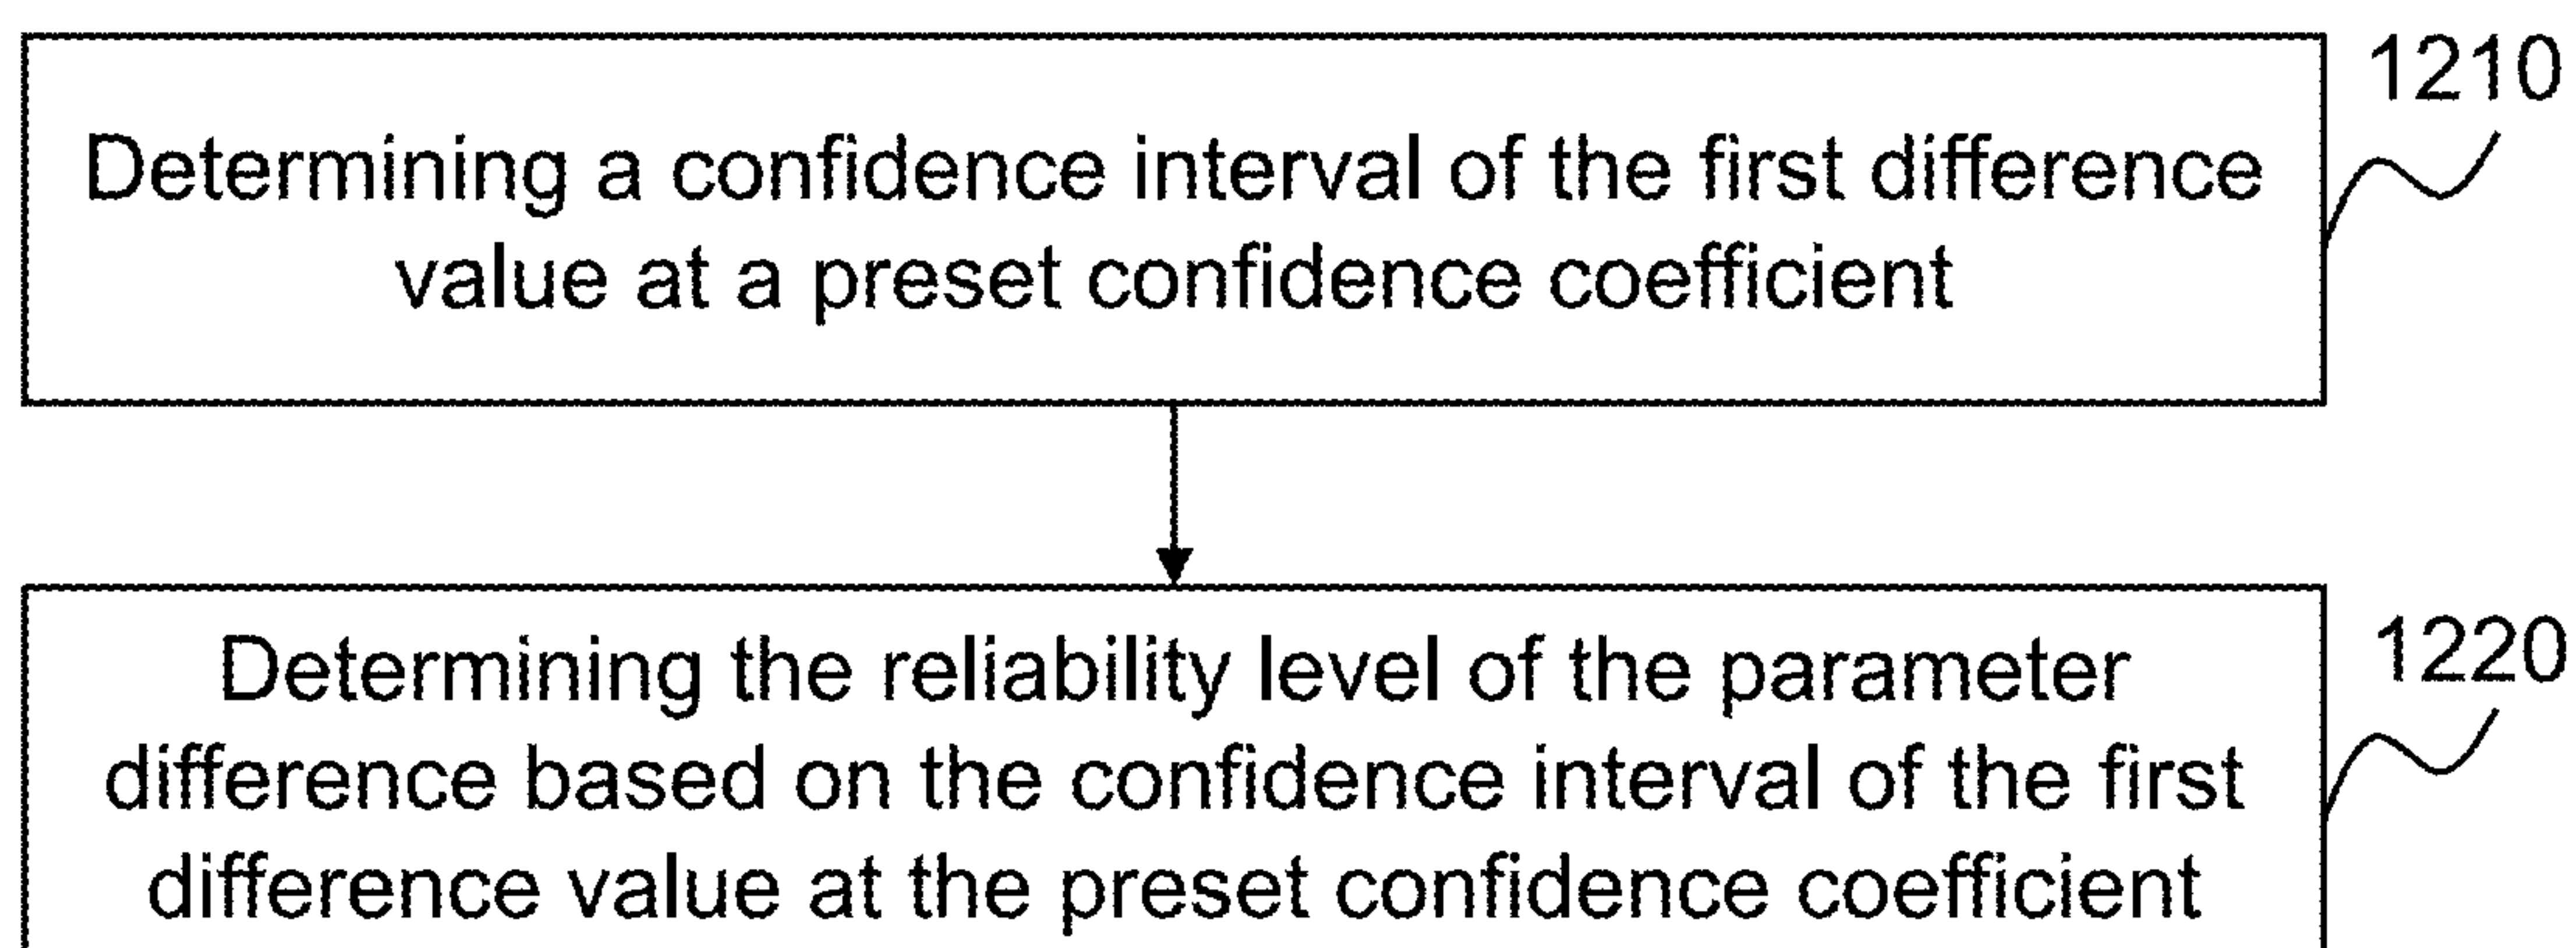 1210
Determining a confidence interval of the first difference
value at a preset confidence coefficient
1220
Determining the reliability level of the parameter
difference based on the confidence interval of the first
difference value at the preset confidence coefficient